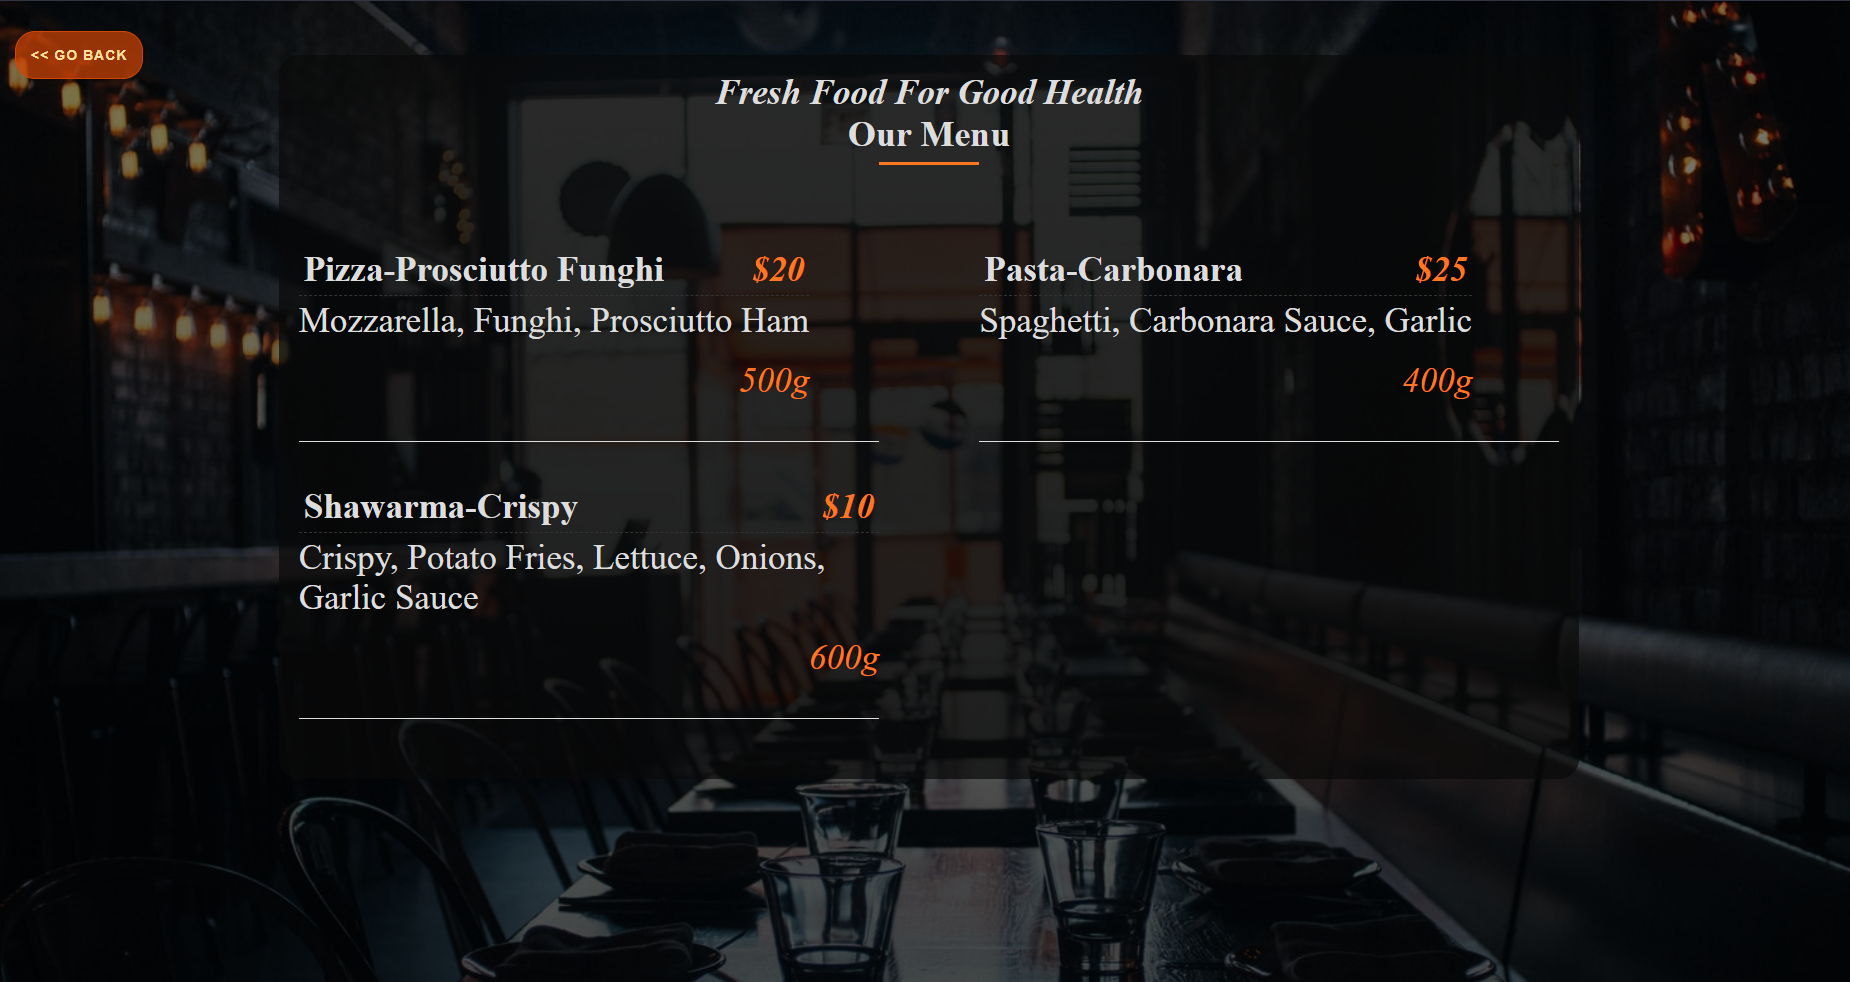 << GO BACK
Fresh Food For Good Health
Our Menu
Pizza-Prosciutto Funghi $20
Mozzarella, Funghi, Prosciutto Ham
500g
Pasta-Carbonara $25
Spaghetti, Carbonara Sauce, Garlic
400g
Shawarma-Crispy $10
Crispy, Potato Fries, Lettuce, Onions,
Garlic Sauce
600g